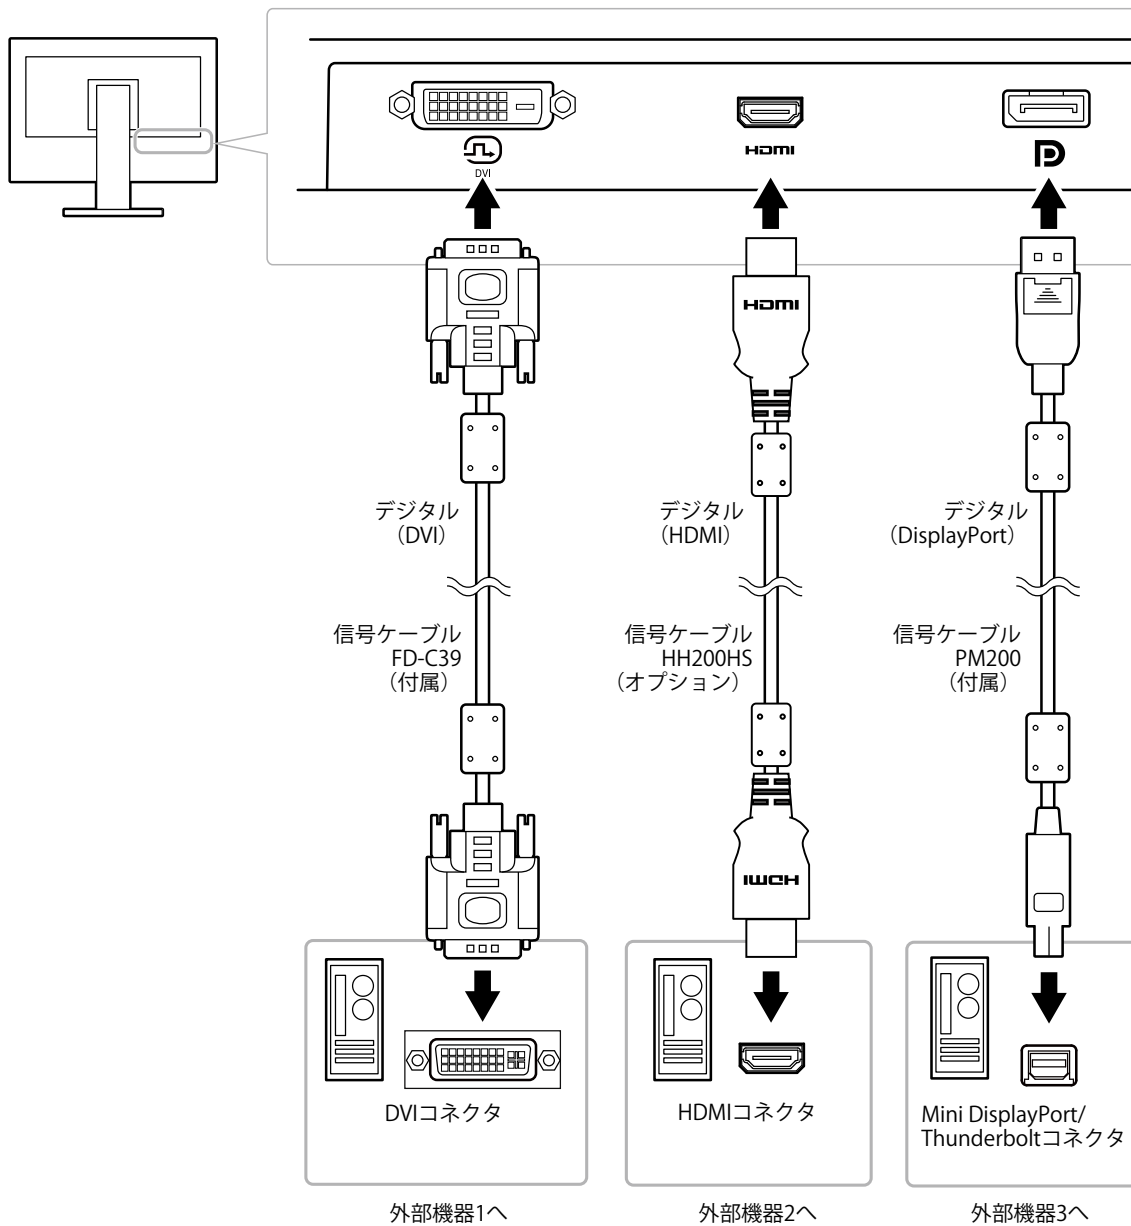 DVI
HDMI
HDMI
デジタル
（DVI）
デジタル
（HDMI）
デジタル
（DisplayPort）
信号ケーブル
FD-C39
（付属）
信号ケーブル
HH200HS
（オプション）
信号ケーブル
PM200
（付属）
HDMI
DVIコネクタ
HDMIコネクタ
Mini DisplayPort/
Thunderboltコネクタ
外部機器1へ
外部機器2へ
外部機器3へ